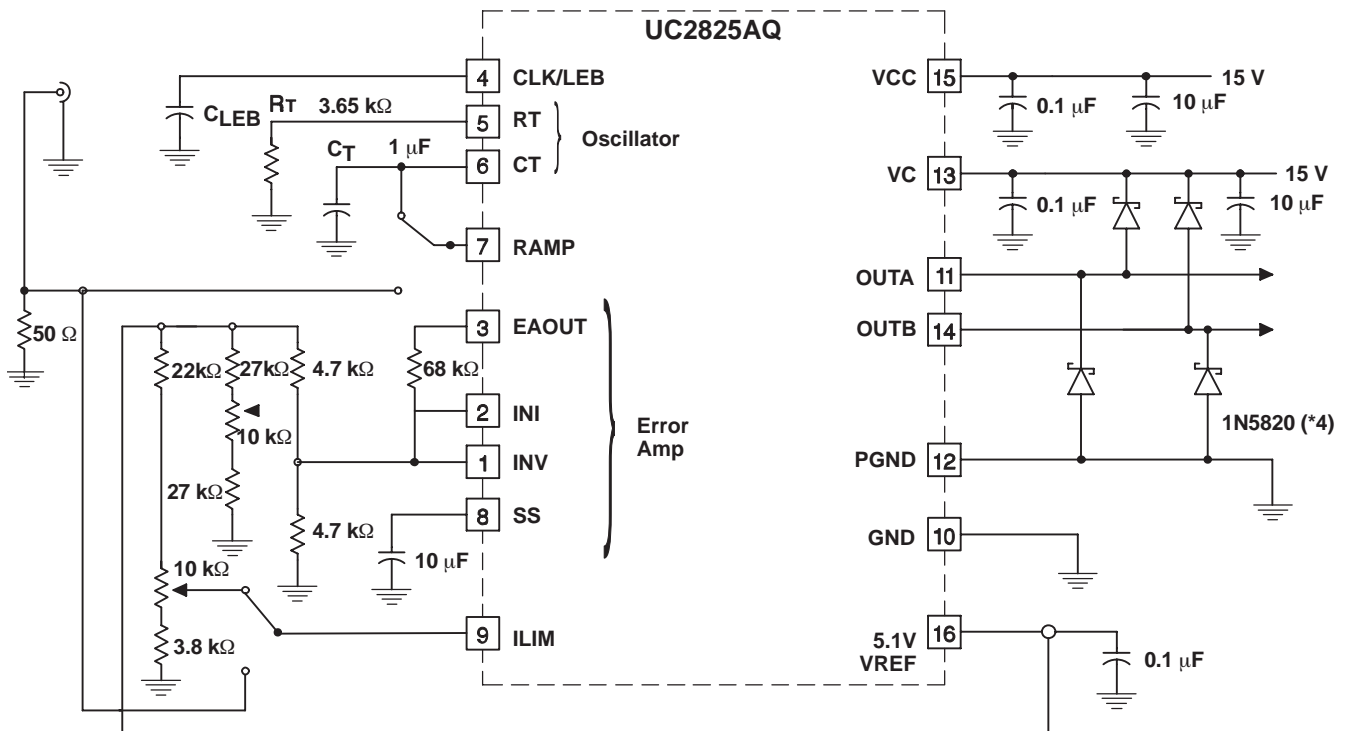 UC2825AQ
4 CLK/LEB
VCC 15
15 V
CLEB
RT 3.65 kΩ
0.1 μF
10 μF
5 RT
Oscillator
CT 1 μF
6 CT
VC 13
15 V
0.1 μF
10 μF
7 RAMP
OUTA 11
3 EAOUT
OUTB 14
50 Ω
22kΩ
27kΩ
4.7 kΩ
68 kΩ
2 INI
10 kΩ
Error
Amp
1N5820 (*4)
1 INV
PGND 12
27 kΩ
8 SS
4.7 kΩ
10 μF
GND 10
10 kΩ
9 ILIM
5.1V
VREF
16
3.8 kΩ
0.1 μF